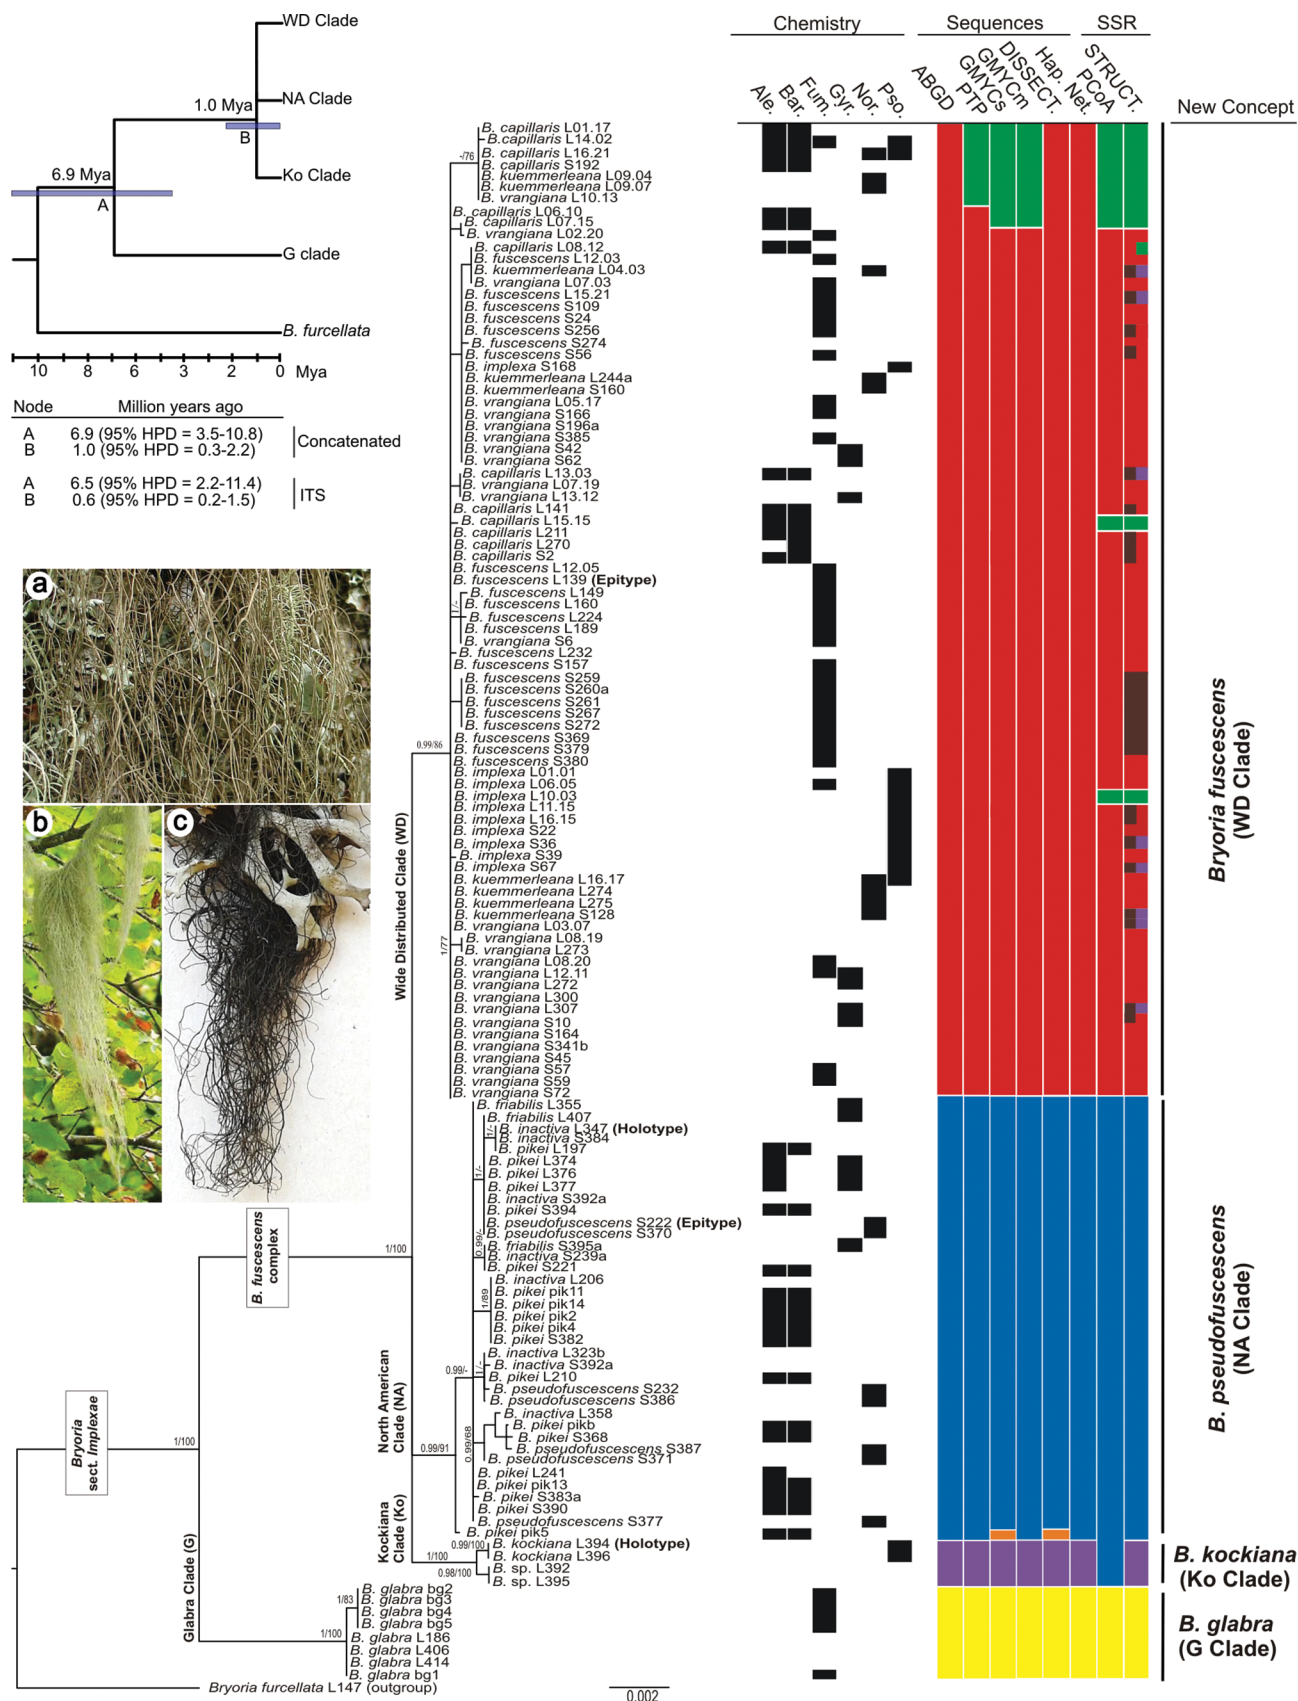 WD Clade
NA Clade
1.0 Mya
B
Ko Clade
6.9 Mya
A
G clade
B. furcellata
10 8 6 3 2 0 Mya
Node Million years ago
A 6.9 (95% HPD = 3.5-10.8)
B 1.0 (95% HPD = 0.3-2.2)
Concatenated
A 6.5 (95% HPD = 2.2-11.4)
B 0.6 (95% HPD = 0.2-1.5)
ITS
a
b
c
Chemistry Sequences SSR
Ale. Bar. Fum. Gyr. Nor. Pso. ABGD PTP GMYCs GMYCm DISSECT. Hap. Net. PCoA STRUCT.
New Concept
B. capillaris L01.17
B.capillaris L14.02
-/76
B. capillaris L16.21
B. capillaris S192
B. kuemmerleana L09.04
B. kuemmerleana L09.07
B. vrangiana L10.13
B. capillaris L06.10
B. capillaris L07.15
B. vrangiana L02.20
B. capillaris L08.12
B. fuscescens L12.03
B. kuemmerleana L04.03
B. vrangiana L07.03
B. fuscescens L15.21
B. fuscescens S109
B. fuscescens S24
B. fuscescens S256
B. fuscescens S274
B. fuscescens S56
B. implexa S168
B. kuemmerleana L244a
B. kuemmerleana S160
B. vrangiana L05.17
B. vrangiana S166
B. vrangiana S196a
B. vrangiana S385
B. vrangiana S42
B. vrangiana S62
B. capillaris L13.03
B. vrangiana L07.19
B. vrangiana L13.12
B. capillaris L141
B. capillaris L15.15
B. capillaris L211
B. capillaris L270
B. capillaris S2
B. fuscescens L12.05
B. fuscescens L139 (Epitype)
B. fuscescens L149
1/-
B. fuscescens L160
B. fuscescens L224
B. fuscescens L189
B. vrangiana S6
B. fuscescens L232
B. fuscescens S157
B. fuscescens S259
B. fuscescens S260a
B. fuscescens S261
B. fuscescens S267
B. fuscescens S272
B. fuscescens S369
0.99/86
B. fuscescens S379
B. fuscescens S380
B. implexa L01.01
B. implexa L06.05
B. implexa L10.03
B. implexa L11.15
B. implexa L16.15
B. implexa S22
B. implexa S36
B. implexa S39
B. implexa S67
B. kuemmerleana L16.17
B. kuemmerleana L274
B. kuemmerleana L275
B. kuemmerleana S128
B. vrangiana L03.07
1/77
B. vrangiana L08.19
B. vrangiana L273
B. vrangiana L08.20
B. vrangiana L12.11
B. vrangiana L272
B. vrangiana L300
B. vrangiana L307
B. vrangiana S10
B. vrangiana S164
B. vrangiana S341b
B. vrangiana S45
B. vrangiana S57
B. vrangiana S59
B. vrangiana S72
Wide Distributed Clade (WD)
Bryoria fuscescens
(WD Clade)
B. friabilis L355
B. friabilis L407
1/-
B. inactiva L347 (Holotype)
B. inactiva S384
B. pikei L197
B. pikei L374
1/-
B. pikei L376
B. pikei L377
B. inactiva S392a
B. pikei S394
B. pseudofuscescens S222 (Epitype)
B. pseudofuscescens S370
0.99/-
B. friabilis S395a
B. inactiva S239a
B. pikei S221
B. inactiva L206
1/89
B. pikei pik11
B. pikei pik14
B. pikei pik2
B. pikei pik4
B. pikei S382
B. inactiva L323b
0.99/-
1/-
B. inactiva S392a
B. pikei L210
B. pseudofuscescens S232
B. pseudofuscescens S386
B. inactiva L358
B. pikei pikb
B. pikei S368
0.99/68
B. pseudofuscescens S387
B. pseudofuscescens S371
0.99/91
B. pikei L241
B. pikei pik13
B. pikei S383a
B. pikei S390
B. pseudofuscescens S377
B. pikei pik5
North American
Clade (NA)
B. pseudofuscescens
(NA Clade)
0.99/100
B. kockiana L394 (Holotype)
B. kockiana L396
1/100
0.98/100
B. sp. L392
B. sp. L395
Kockiana
Clade (Ko)
B. kockiana
(Ko Clade)
B. fuscescens
complex
1/100
Bryoria
sect. Implexae
1/100
Glabra Clade (G)
B. glabra bg2
1/83
B. glabra bg3
B. glabra bg4
B. glabra bg5
1/100
B. glabra L186
B. glabra L406
B. glabra L414
B. glabra bg1
B. glabra
(G Clade)
Bryoria furcellata L147 (outgroup)
0.002